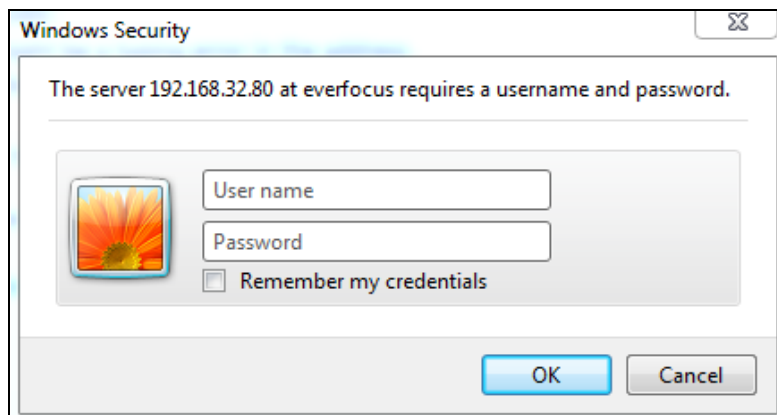 Windows Security
The server 192.168.32.80 at everfocus requires a username and password.
User name
Password
Remember my credentials
OK
Cancel